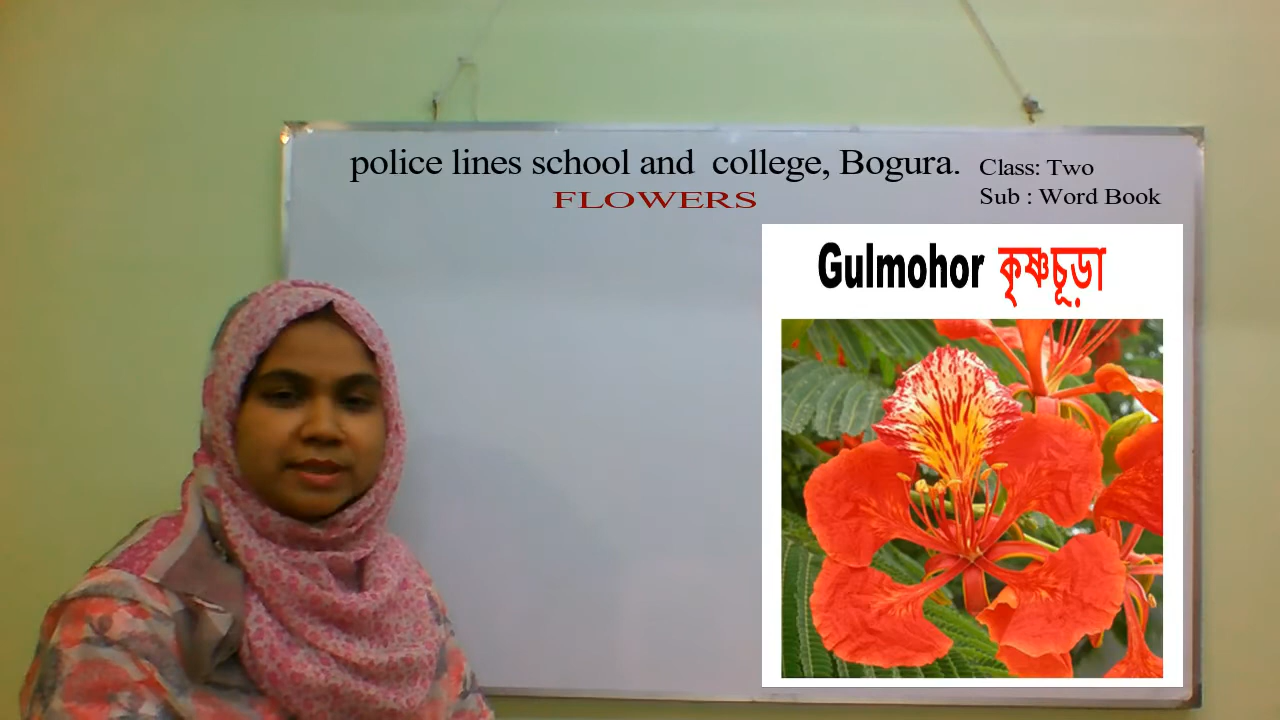 police lines school and college, Bogura.
Class: Two
FLOWERS
Sub : Word Book
Gulmohor কৃষ্ণচূড়া